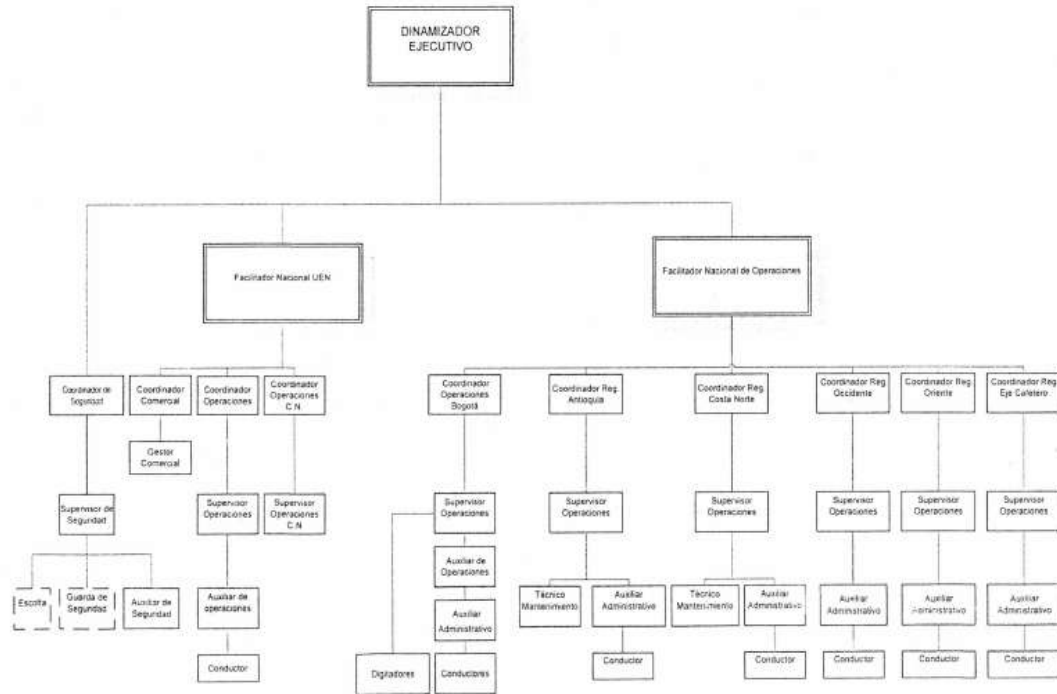 DINAMIZADOR
EJECUTIVO
Facilitador Nacional UEN
Facilitador Nacional de Operaciones
Coordinador de
Seguridad
Coordinador
Comercial
Coordinador
Operaciones
Coordinador
Operaciones
C.N.
Coordinador
Operaciones
Bogotá
Coordinador Reg.
Antioquia
Coordinador Reg.
Costa Norte
Coordinador Reg.
Occidente
Coordinador Reg.
Oriente
Coordinador Reg.
Eje Cafetero
Gestor
Comercial
Supervisor de
Seguridad
Supervisor
Operaciones
Supervisor
Operaciones
C.N
Supervisor
Operaciones
Supervisor
Operaciones
Supervisor
Operaciones
Supervisor
Operaciones
Supervisor
Operaciones
Supervisor
Operaciones
Auxiliar de
Operaciones
Escolta
Guarda de
Seguridad
Auxiliar de
Seguridad
Auxiliar de
operaciones
Auxiliar
Administrativo
Técnico
Mantenimiento
Auxiliar
Administrativo
Técnico
Mantenimiento
Auxiliar
Administrativo
Auxiliar
Administrativo
Auxiliar
Administrativo
Auxiliar
Administrativo
Conductor
Digitadores
Conductores
Conductor
Conductor
Conductor
Conductor
Conductor